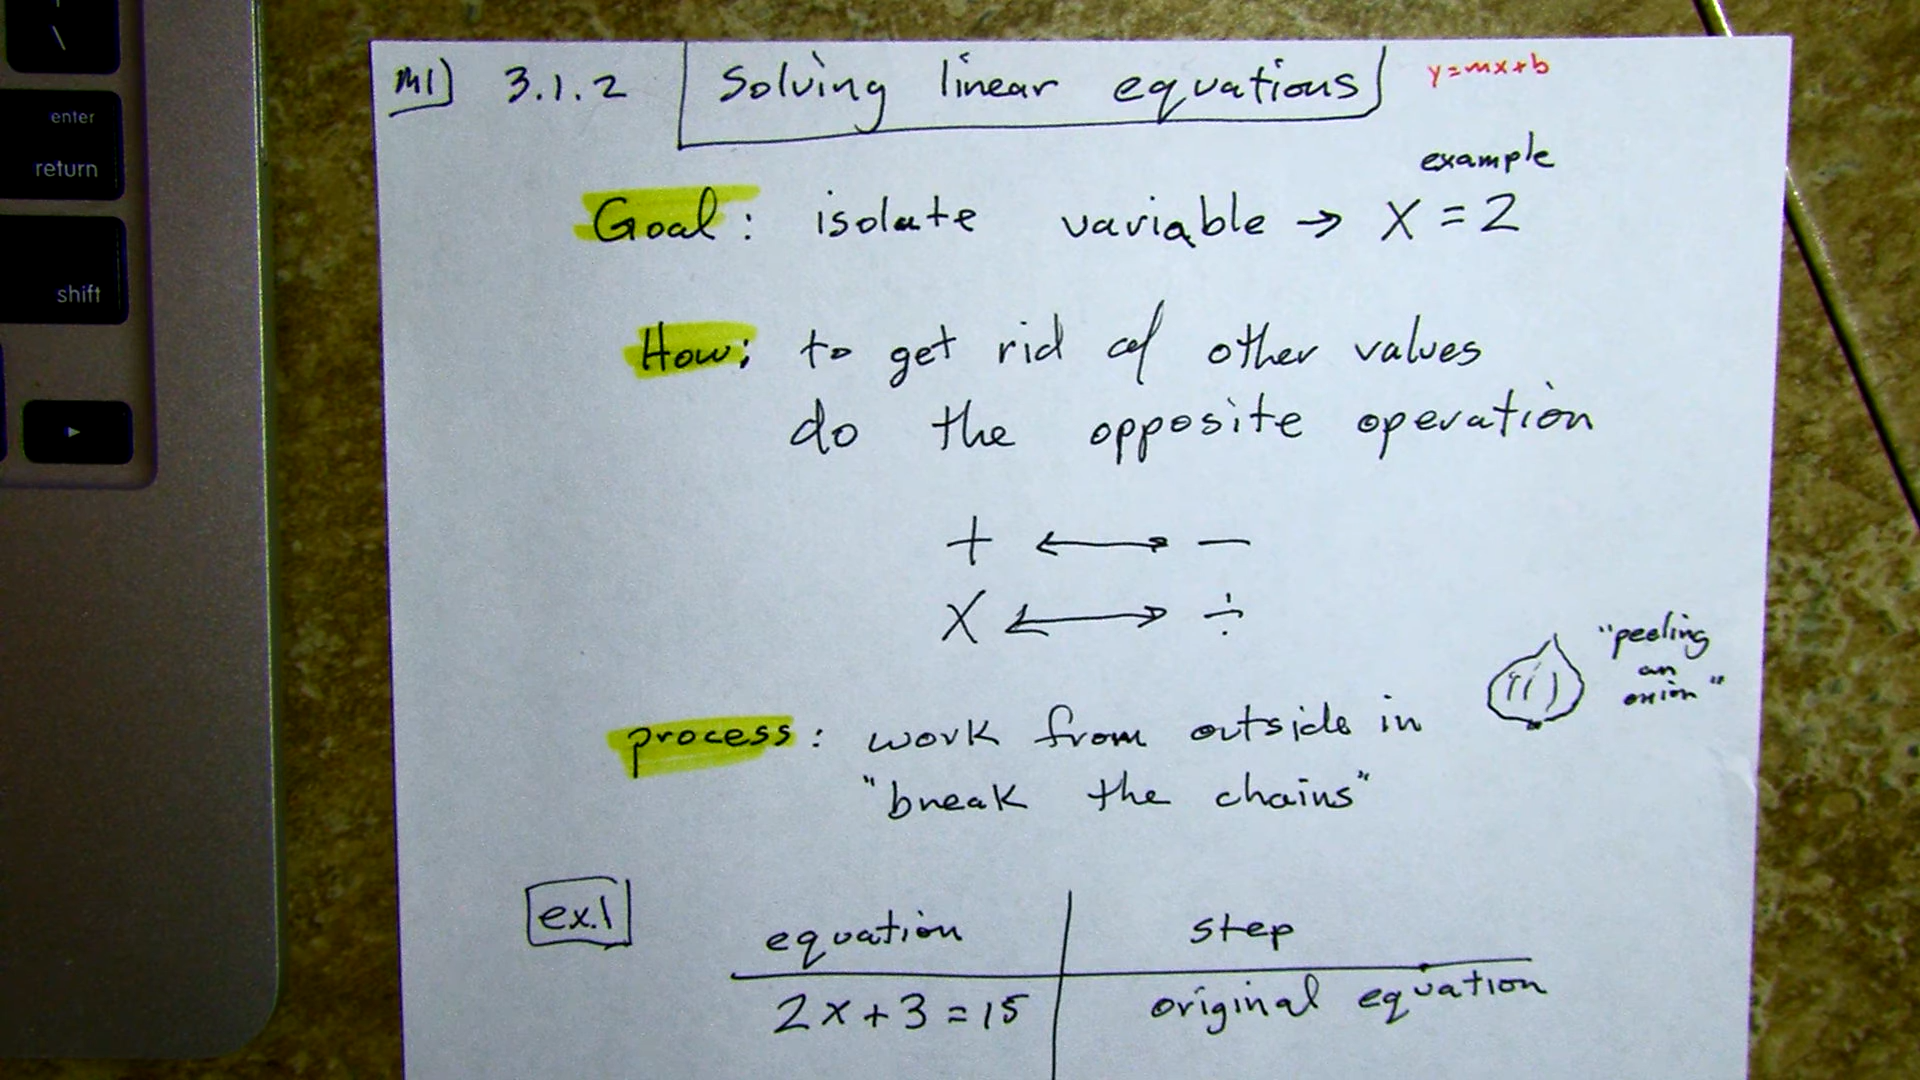 \
enter
return
shift
M1) 3.1.2 Solving linear equations y=mx+b
example
Goal: isolate variable → x = 2
How: to get rid of other values
do the opposite operation
+ ↔ −
× ↔ ÷
"peeling
an
onion"
process: work from outside in
"break the chains"
ex.1
equation step
2x+3=15 original equation